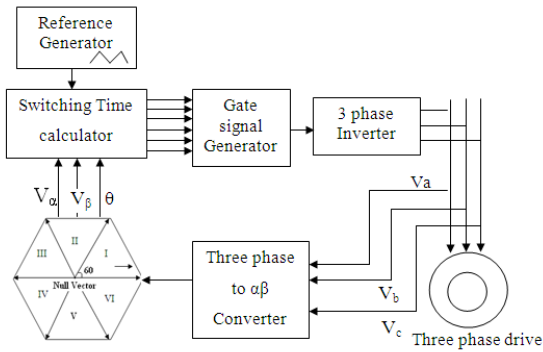 Reference
Generator
Switching Time
calculator
Gate
signal
Generator
3 phase
Inverter
Va
Vα Vβ θ
II
III I
60
Null Vector
IV VI
V
Three phase
to αβ
Converter
Vb
Vc
Three phase drive